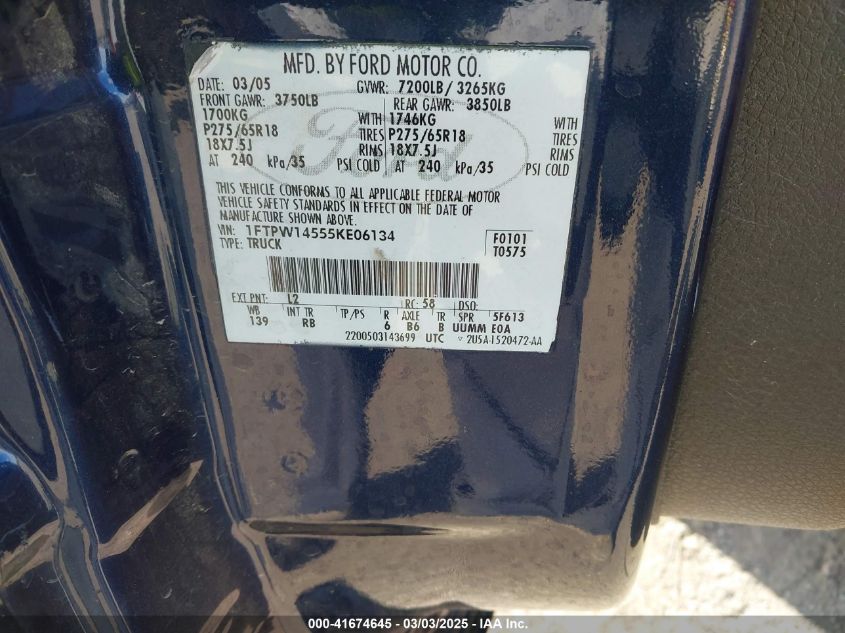 MFD. BY FORD MOTOR CO.
DATE: 03/05 GVWR: 7200LB / 3265KG
FRONT GAWR: 3750LB REAR GAWR: 3850LB
1700KG WITH 1746KG WITH
P275/65R18 TIRES P275/65R18 TIRES
18X7.5J RIMS 18X7.5J RIMS
AT 240 kPa/35 PSI COLD AT 240 kPa/35 PSI COLD
Ford
THIS VEHICLE CONFORMS TO ALL APPLICABLE FEDERAL MOTOR
VEHICLE SAFETY STANDARDS IN EFFECT ON THE DATE OF
MANUFACTURE SHOWN ABOVE.
VIN: 1FTPW14555KE06134 F0101
TYPE: TRUCK T0575
EXT PNT: L2 RC: 58 DSO:
WB INT TR TP/PS R AXLE TR SPR 5F613
139 RB 6 B6 B UUMM E0A
2200503143699 UTC 2U5A-1520472-AA
000-41674645 - 03/03/2025 - IAA Inc.